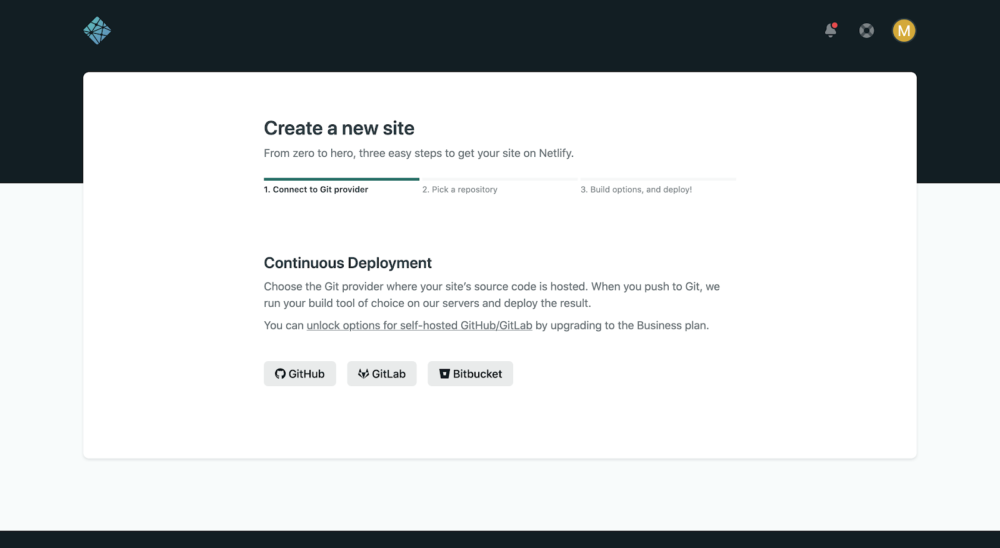 M
Create a new site
From zero to hero, three easy steps to get your site on Netlify.
1. Connect to Git provider
2. Pick a repository
3. Build options, and deploy!
Continuous Deployment
Choose the Git provider where your site’s source code is hosted. When you push to Git, we
run your build tool of choice on our servers and deploy the result.
You can unlock options for self-hosted GitHub/GitLab by upgrading to the Business plan.
GitHub
GitLab
Bitbucket